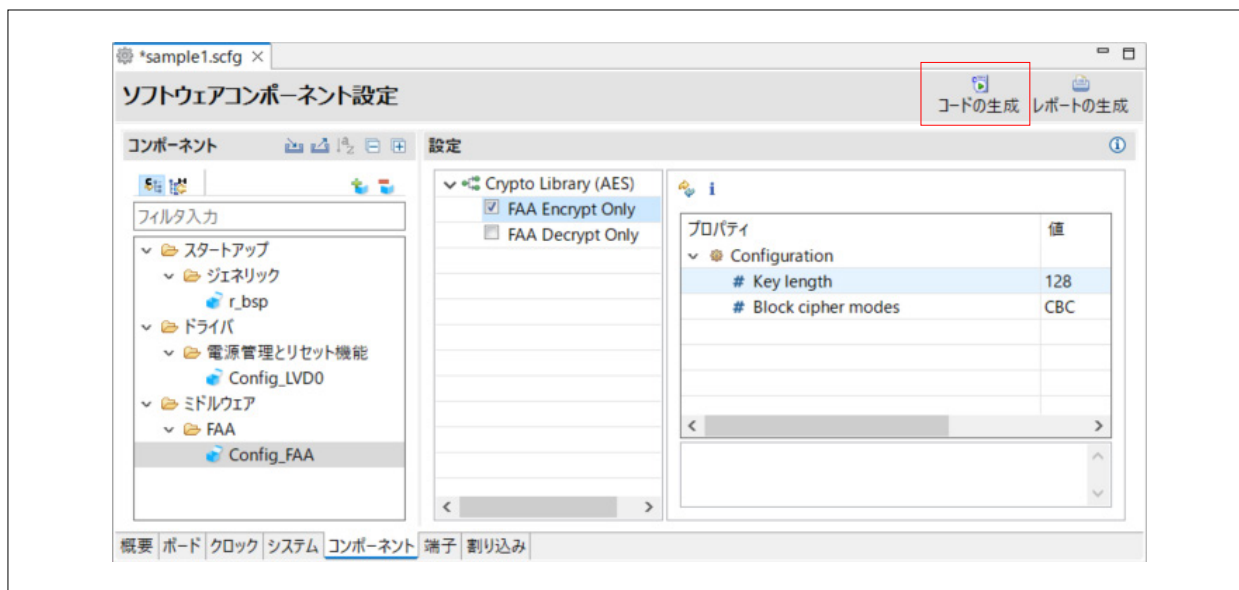 *sample1.scfg
ソフトウェアコンポーネント設定
コードの生成 レポートの生成
コンポーネント
設定
フィルタ入力
スタートアップ
ジェネリック
r_bsp
ドライバ
電源管理とリセット機能
Config_LVD0
ミドルウェア
FAA
Config_FAA
Crypto Library (AES)
FAA Encrypt Only
FAA Decrypt Only
プロパティ 値
Configuration
# Key length 128
# Block cipher modes CBC
概要 ボード クロック システム コンポーネント 端子 割り込み